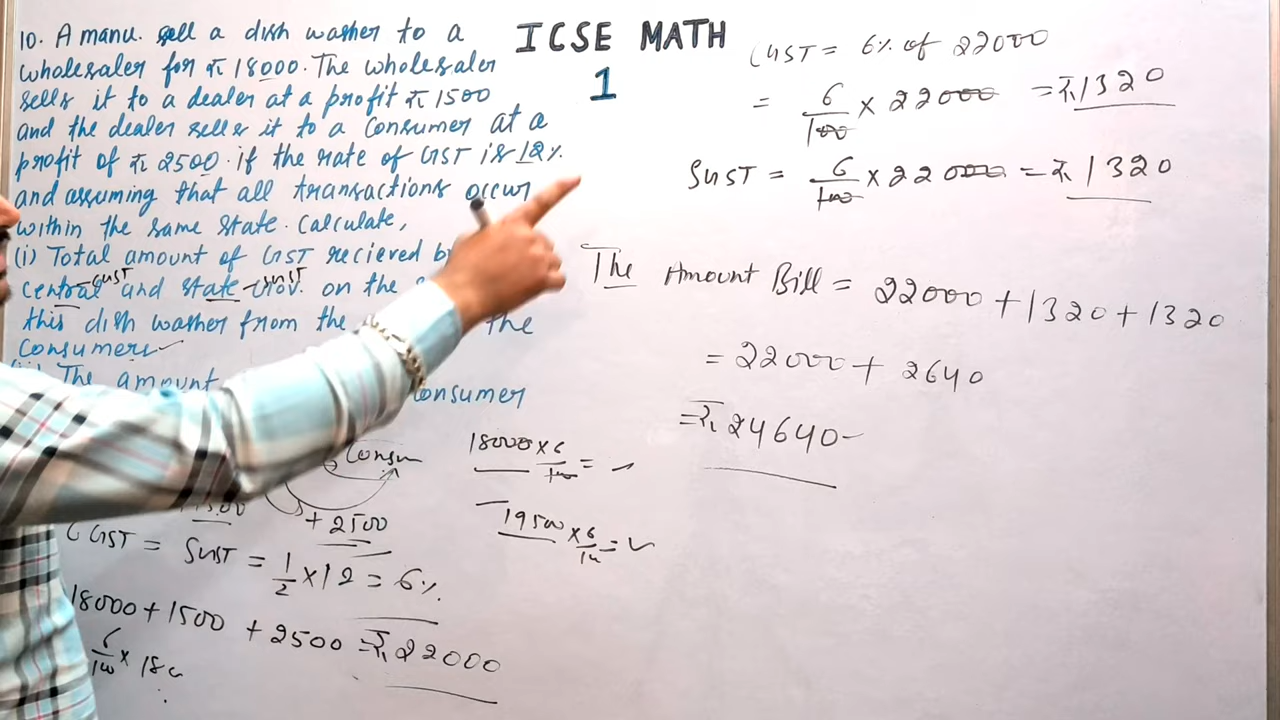 10. A manu. sell a dish washer to a
wholesaler for ₹ 18000. The wholesaler
sells it to a dealer at a profit ₹ 1500
and the dealer sells it to a consumer at a
profit of ₹ 2500. if the rate of GST is 12%.
and assuming that all transactions occur
within the same state. Calculate,
(i) Total amount of GST recieved b
-CGST -SGST
central and state Gov. on the
this dish washer from the the
consumers
The amount consumer
Consum
+ 2500
CGST = SGST = 1/2 × 12 = 6%.
18000 + 1500 + 2500 = ₹ 22000
6/100 × 18
ICSE MATH
1
CGST = 6% of 22000
= 6/100 × 22000 = ₹ 1320
SGST = 6/100 × 22000 = ₹ 1320
The Amount Bill = 22000 + 1320 + 1320
= 22000 + 2640
= ₹ 24640
18000 × 6/100 =
19500 × 6/100 =